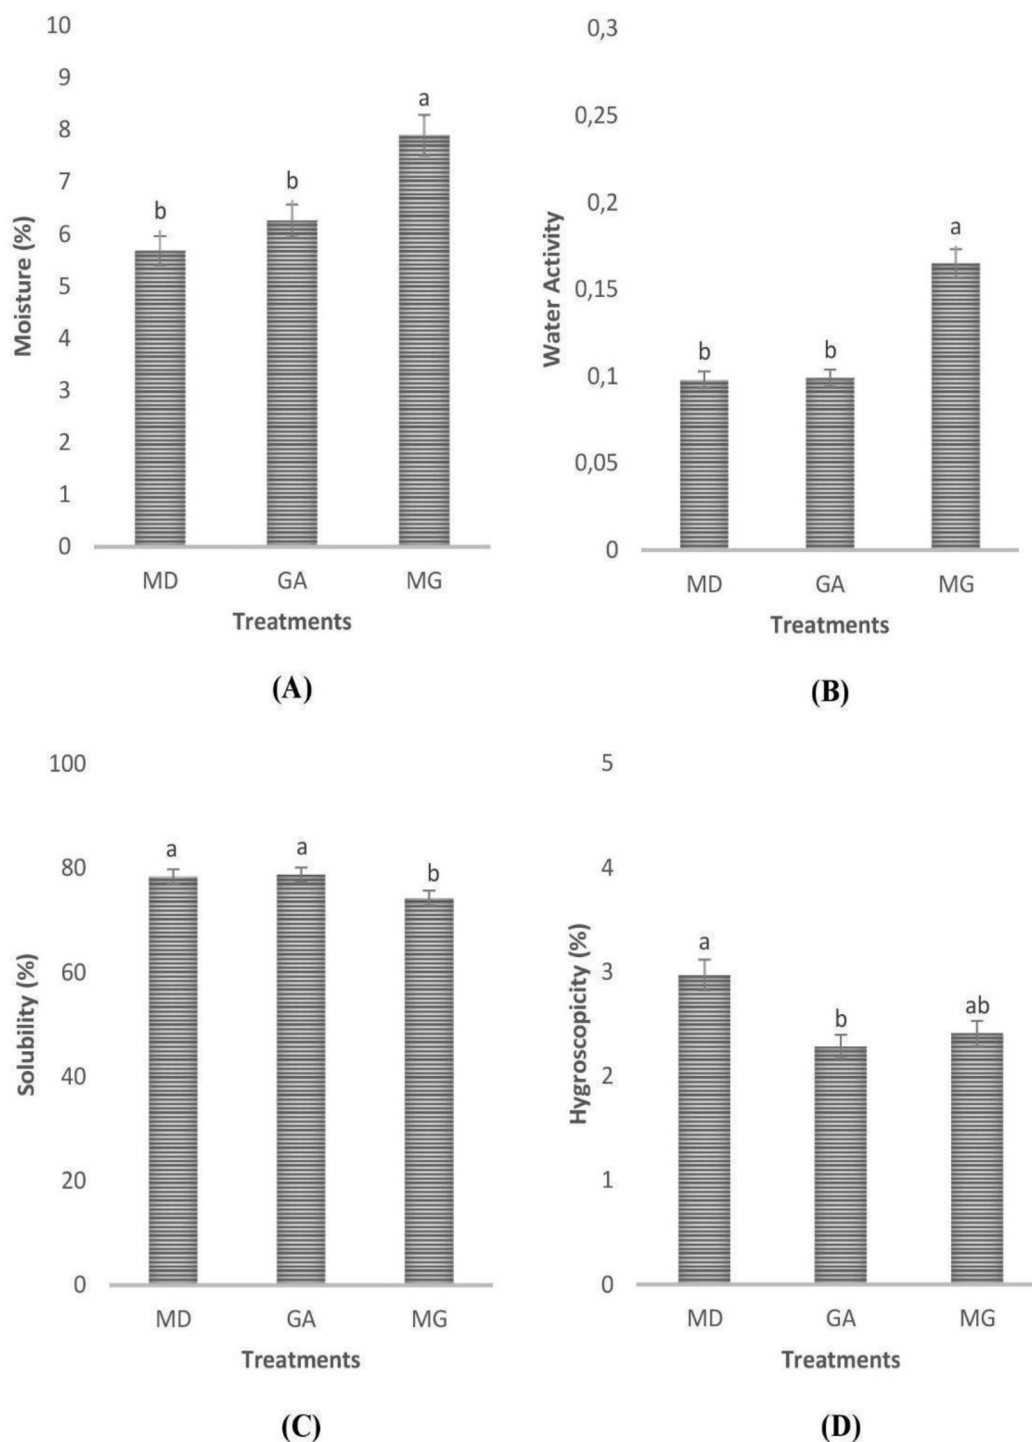 10
9
8
7
6
5
4
3
2
1
0
Moisture (%)
b
b
a
MD GA MG
Treatments
(A)
0,3
0,25
0,2
0,15
0,1
0,05
0
Water Activity
b
b
a
MD GA MG
Treatments
(B)
100
80
60
40
20
0
Solubility (%)
a
a
b
MD GA MG
Treatments
(C)
5
4
3
2
1
0
Hygroscopicity (%)
a
b
ab
MD GA MG
Treatments
(D)